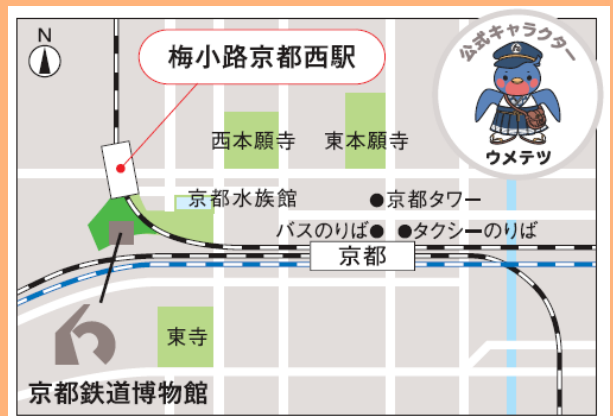 N
梅小路京都西駅
公式キャラクター
ウメテツ
西本願寺
東本願寺
京都水族館
●京都タワー
バスのりば●
●タクシーのりば
京都
東寺
京都鉄道博物館